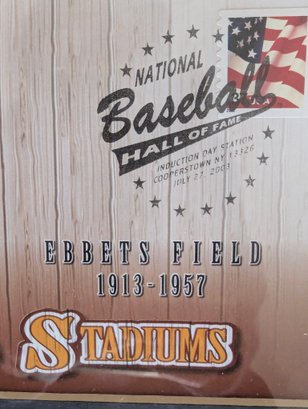 NATIONAL
Baseball
HALL OF FAME
INDUCTION DAY STATION
COOPERSTOWN NY 13326
JULY 27, 2003
EBBETS FIELD
1913-1957
STADIUMS